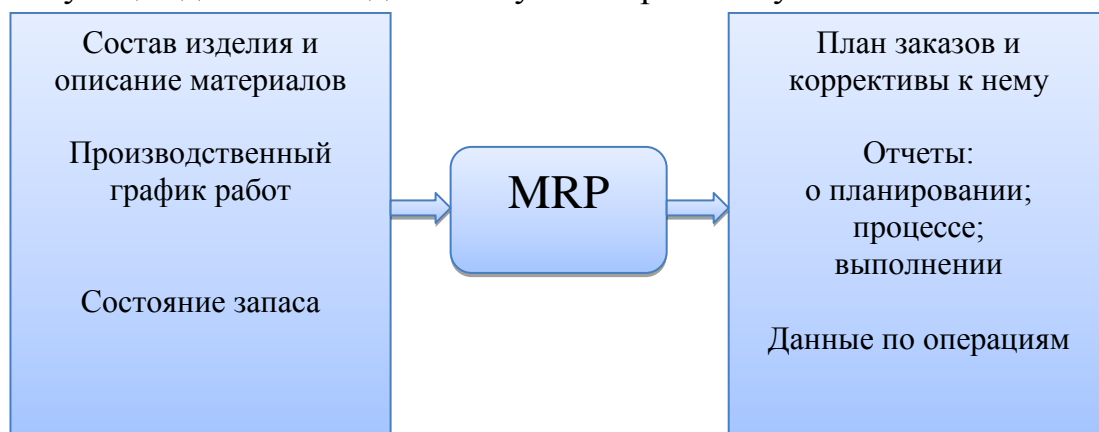 Состав изделия и
описание материалов
Производственный
график работ
Состояние запаса
MRP
План заказов и
коррективы к нему
Отчеты:
о планировании;
процессе;
выполнении
Данные по операциям